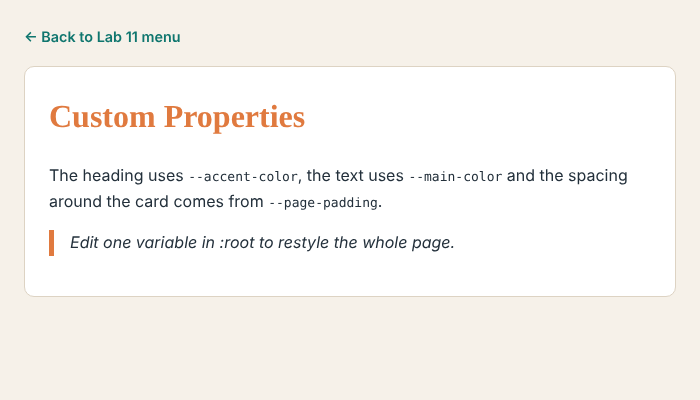 ← Back to Lab 11 menu
Custom Properties
The heading uses --accent-color, the text uses --main-color and the spacing
around the card comes from --page-padding.
Edit one variable in :root to restyle the whole page.